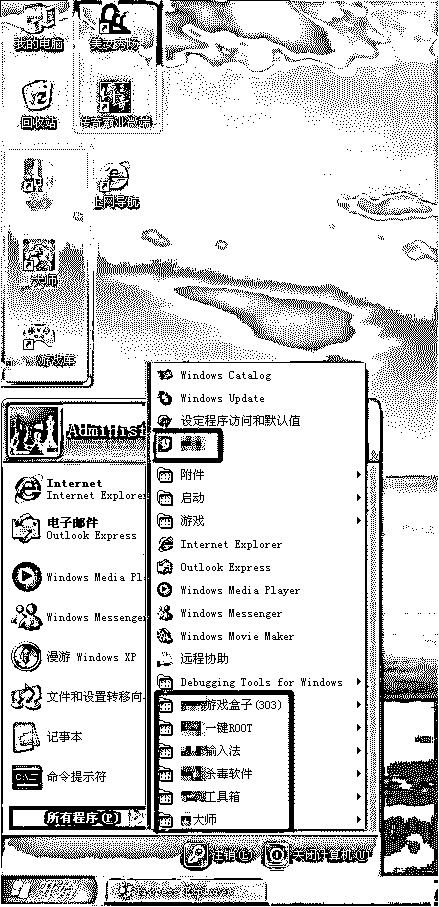 我的电脑
回收站
上网导航
大师
游戏库
Windows Catalog
Windows Update
设定程序访问和默认值
附件
启动
游戏
Internet Explorer
Outlook Express
Windows Media Player
Windows Messenger
Windows Movie Maker
远程协助
Debugging Tools for Windows
游戏盒子(303)
一键ROOT
输入法
杀毒软件
工具箱
大师
Administ
Internet
Internet Explorer
电子邮件
Outlook Express
Windows Media Pl
Windows Messenger
漫游 Windows XP
文件和设置转移向
记事本
命令提示符
所有程序(P)
注销(L)
关闭计算机(U)